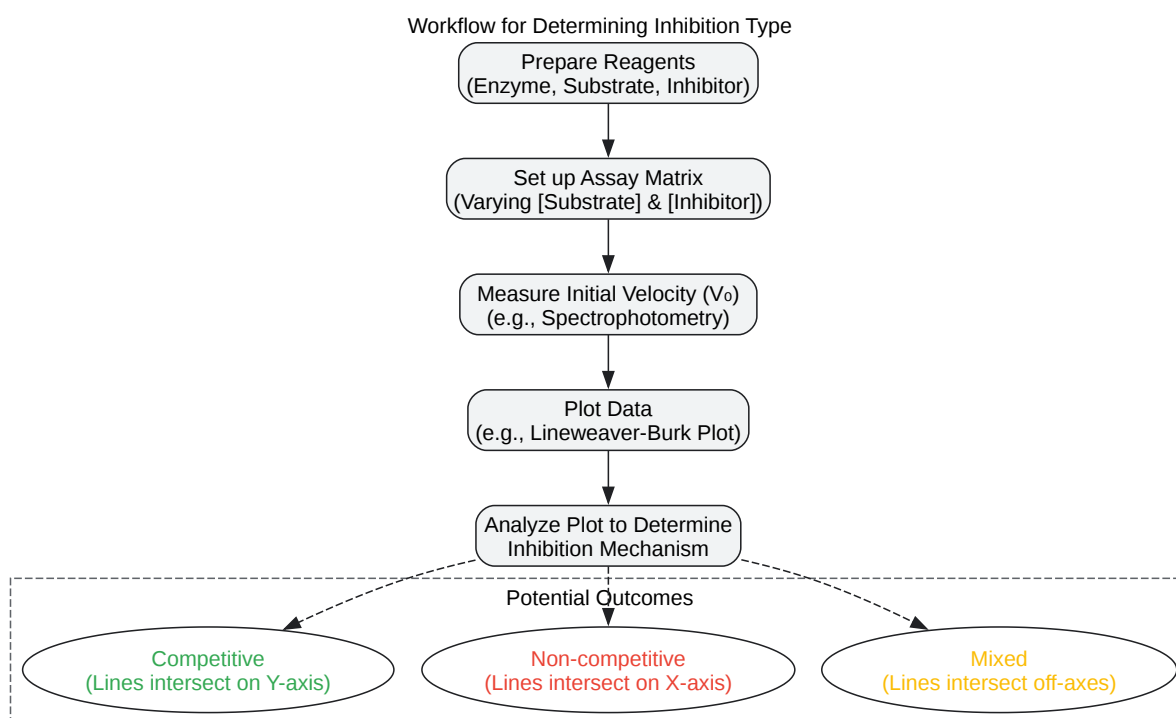 Workflow for Determining Inhibition Type
Prepare Reagents
(Enzyme, Substrate, Inhibitor)
Set up Assay Matrix
(Varying [Substrate] & [Inhibitor])
Measure Initial Velocity (V₀)
(e.g., Spectrophotometry)
Plot Data
(e.g., Lineweaver-Burk Plot)
Analyze Plot to Determine
Inhibition Mechanism
Potential Outcomes
Competitive
(Lines intersect on Y-axis)
Non-competitive
(Lines intersect on X-axis)
Mixed
(Lines intersect off-axes)